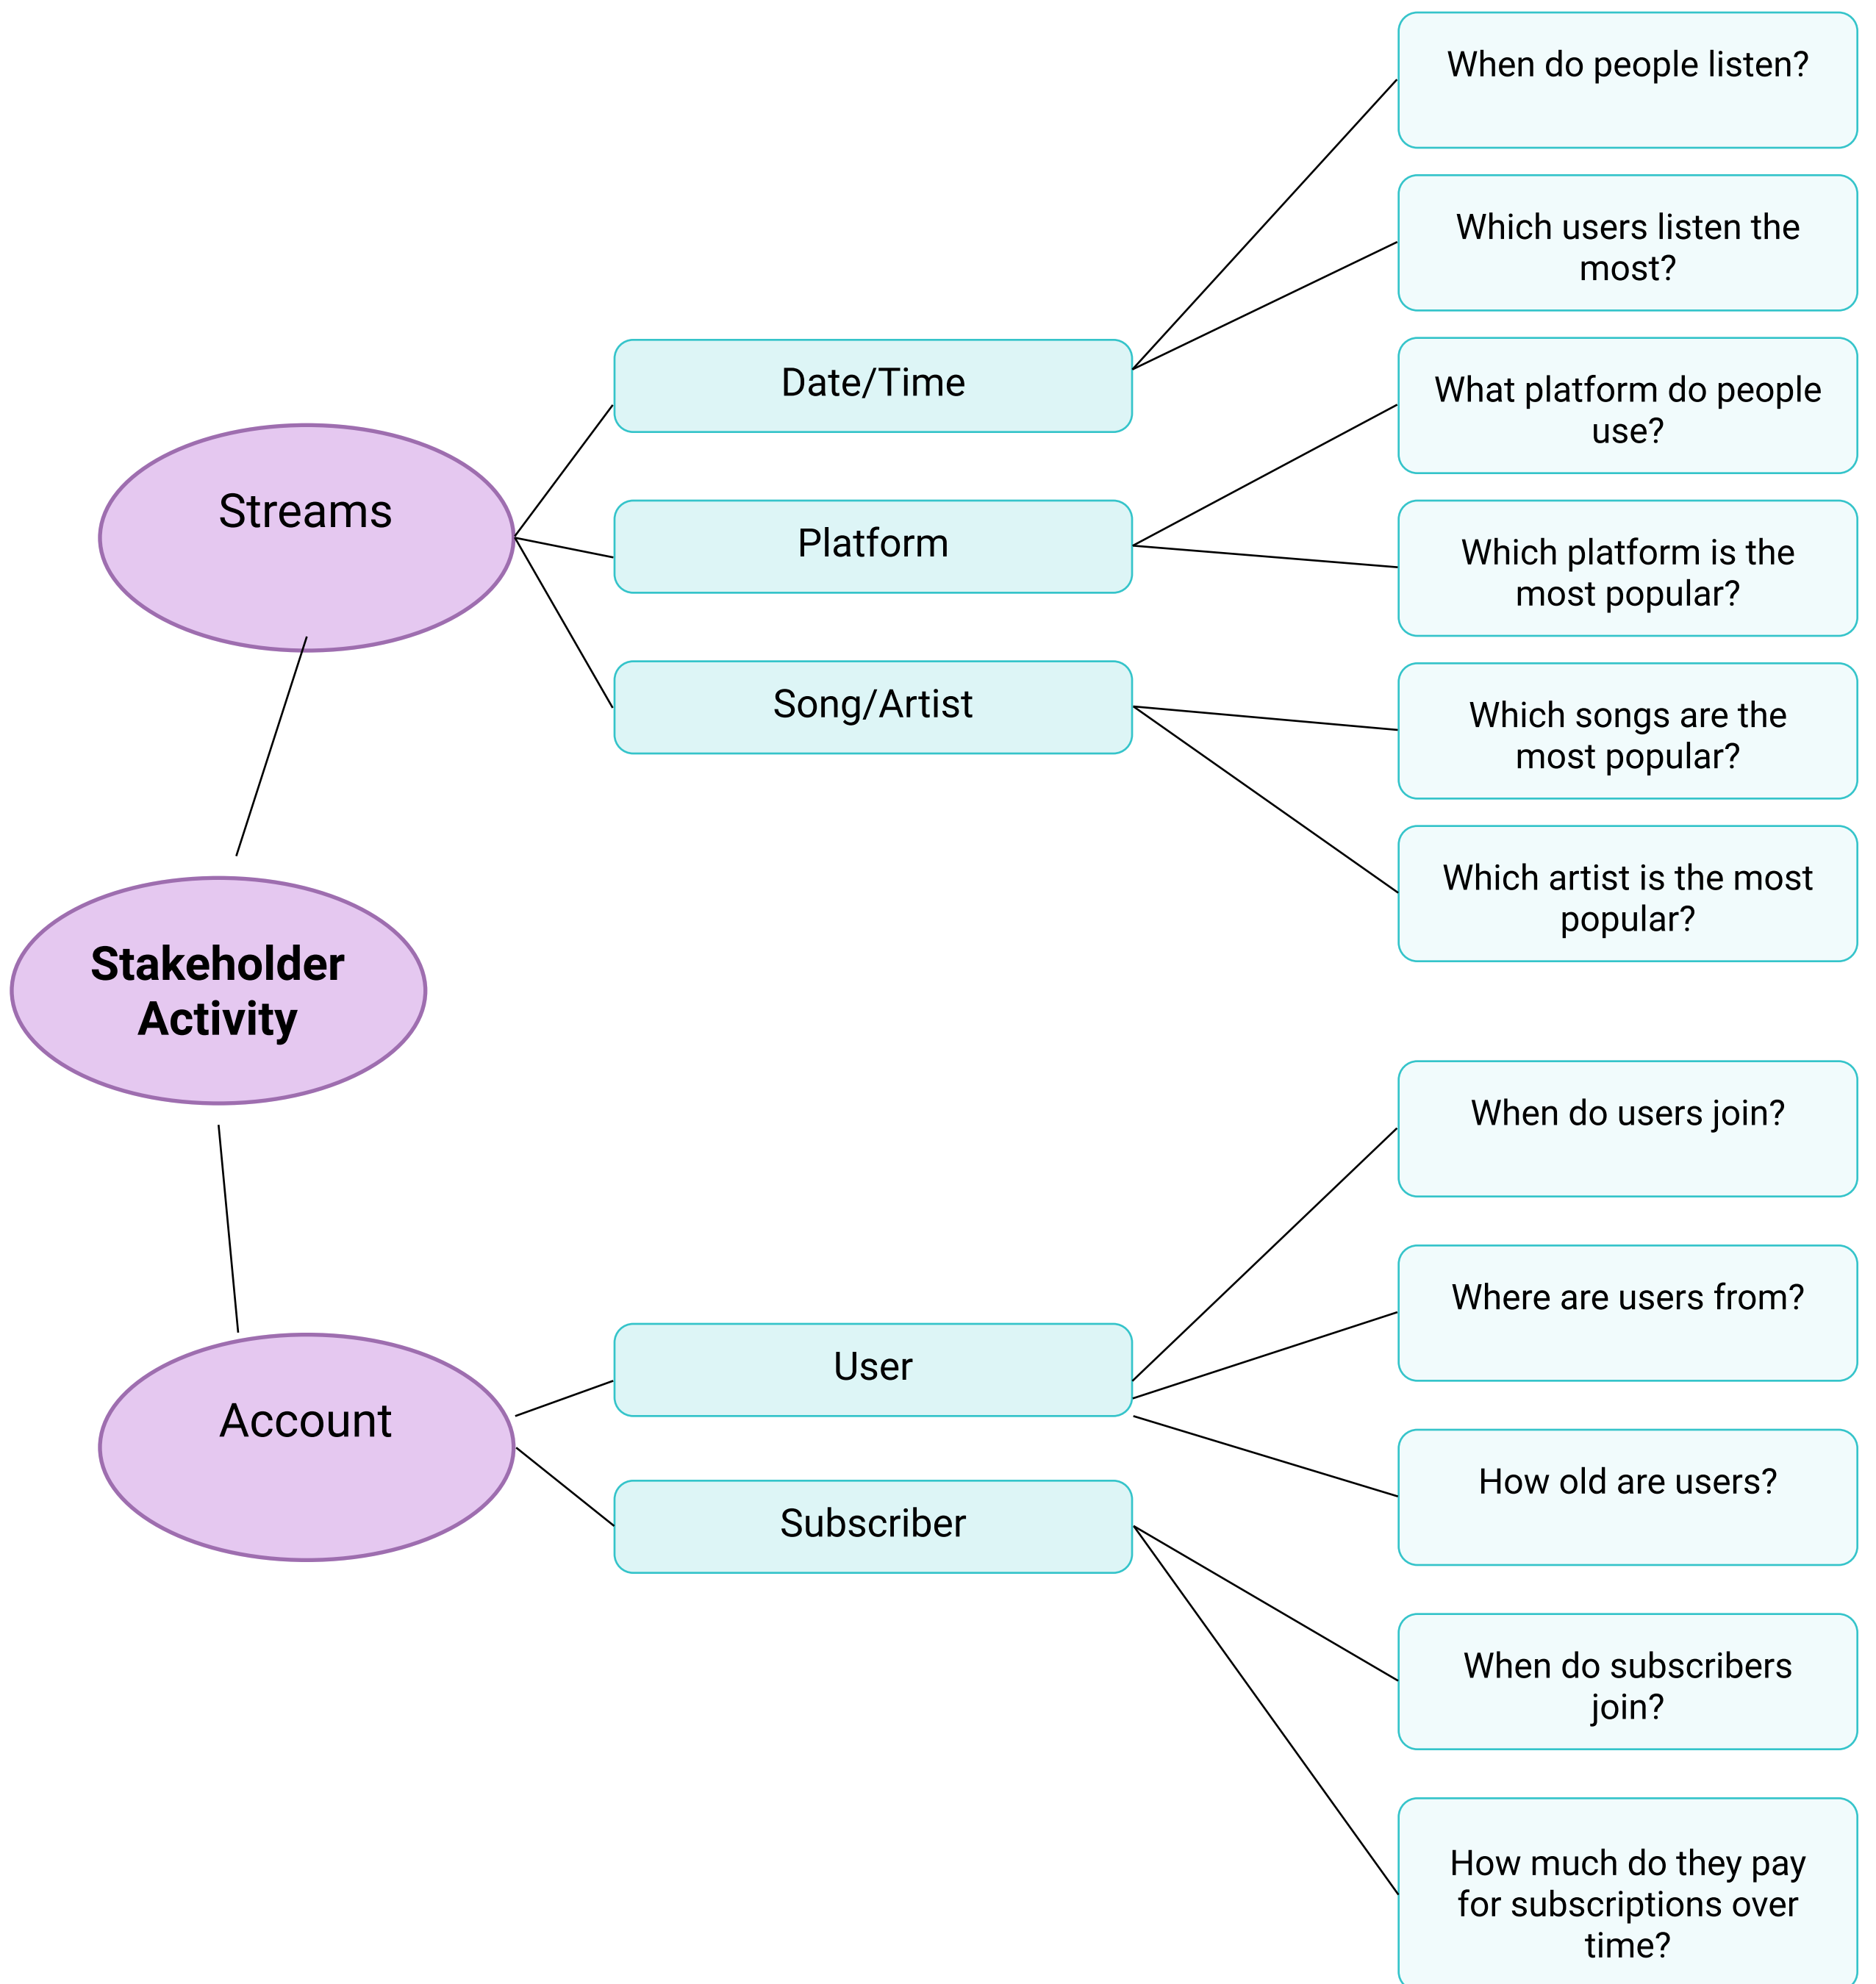 When do people listen?
Which users listen the
most?
Date/Time
What platform do people
use?
Streams
Platform
Which platform is the
most popular?
Song/Artist
Which songs are the
most popular?
Which artist is the most
popular?
Stakeholder
Activity
When do users join?
Where are users from?
User
Account
How old are users?
Subscriber
When do subscribers
join?
How much do they pay
for subscriptions over
time?